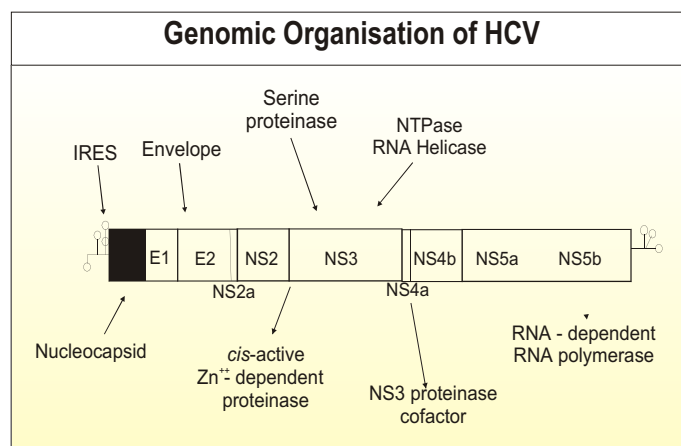 Genomic Organisation of HCV
Serine
proteinase
NTPase
RNA Helicase
IRES
Envelope
E1
E2
NS2
NS3
NS4b
NS5a
NS5b
NS2a
NS4a
Nucleocapsid
cis-active
Zn++- dependent
proteinase
NS3 proteinase
cofactor
RNA - dependent
RNA polymerase